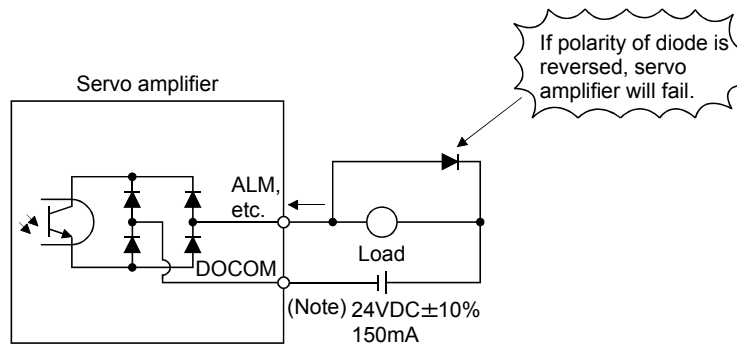 If polarity of diode is
reversed, servo
amplifier will fail.
Servo amplifier
ALM,
etc.
Load
DOCOM
(Note) 24VDC±10%
150mA